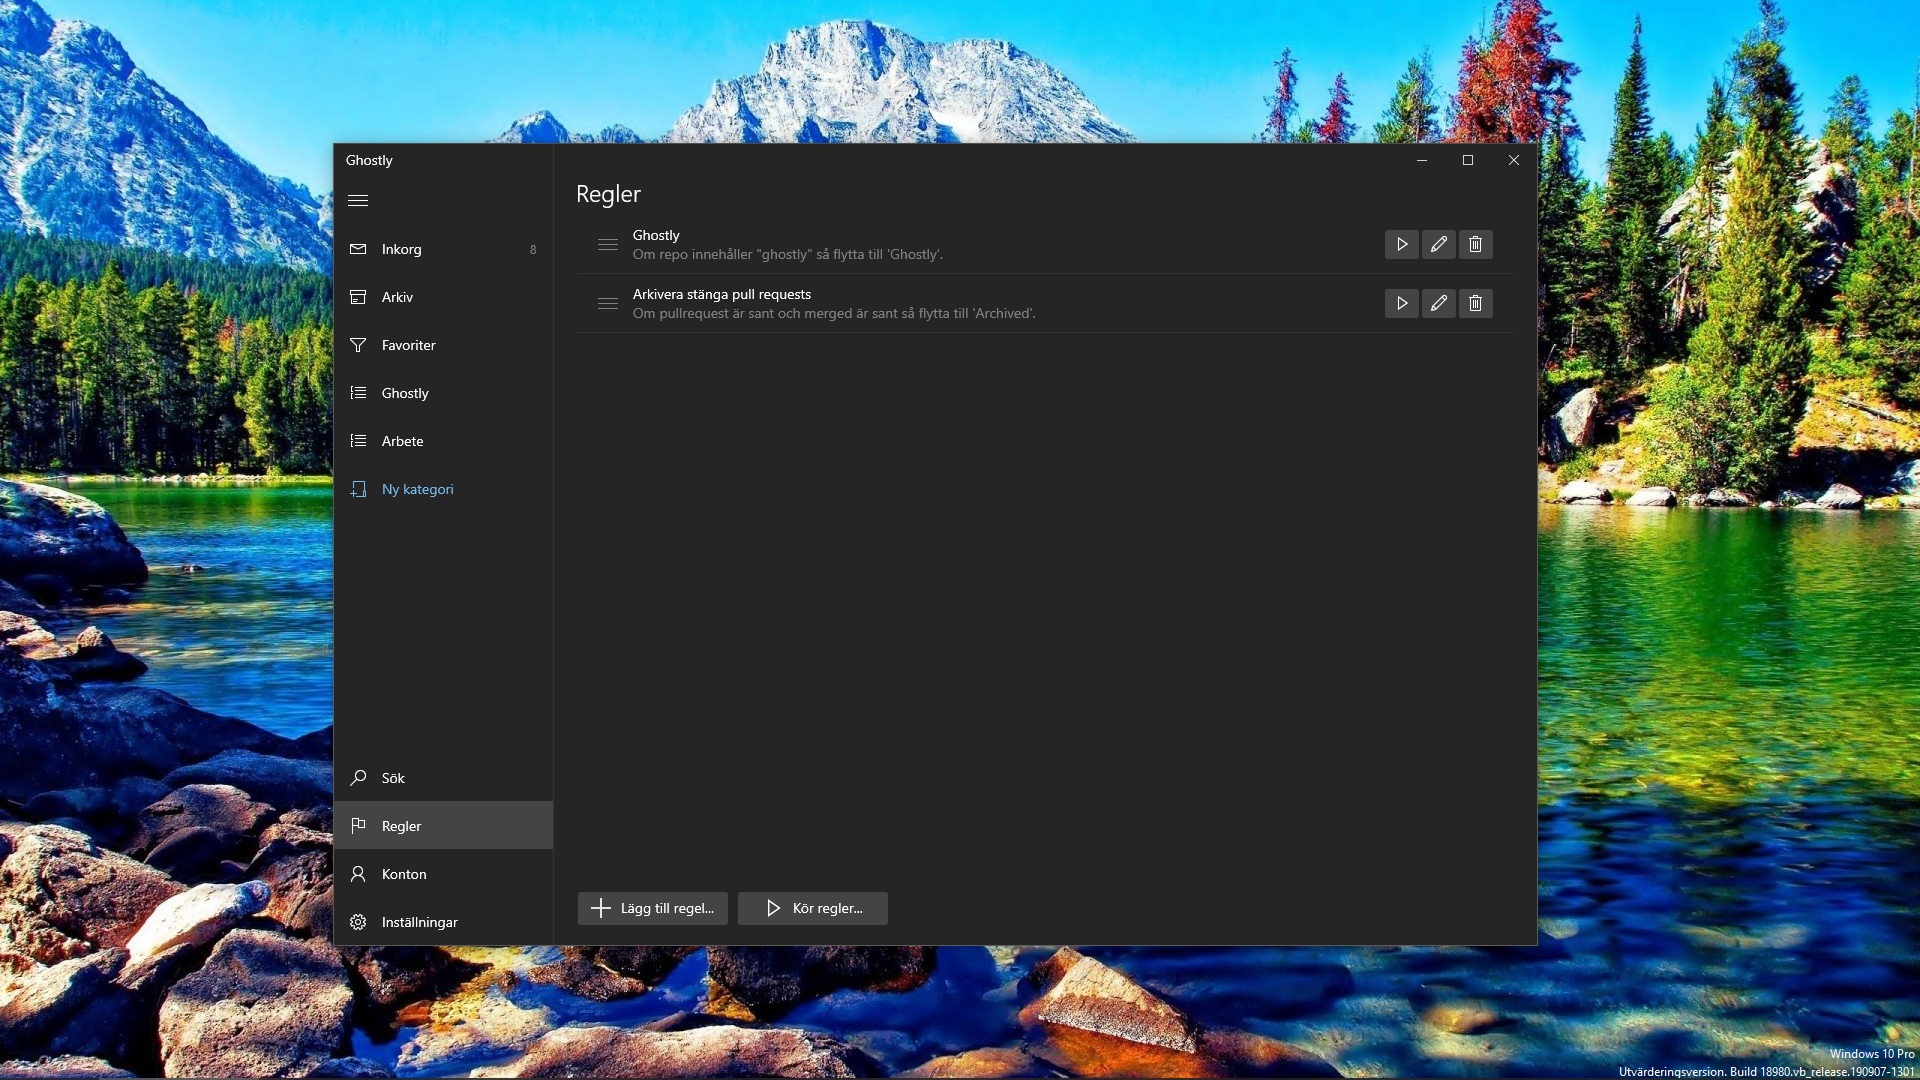 Ghostly
Inkorg 8
Arkiv
Favoriter
Ghostly
Arbete
Ny kategori
Sök
Regler
Konton
Inställningar
Regler
Ghostly
Om repo innehåller "ghostly" så flytta till 'Ghostly'.
Arkivera stänga pull requests
Om pullrequest är sant och merged är sant så flytta till 'Archived'.
Lägg till regel...
Kör regler...
Windows 10 Pro
Utvärderingsversion. Build 18980.vb_release.190907-1301